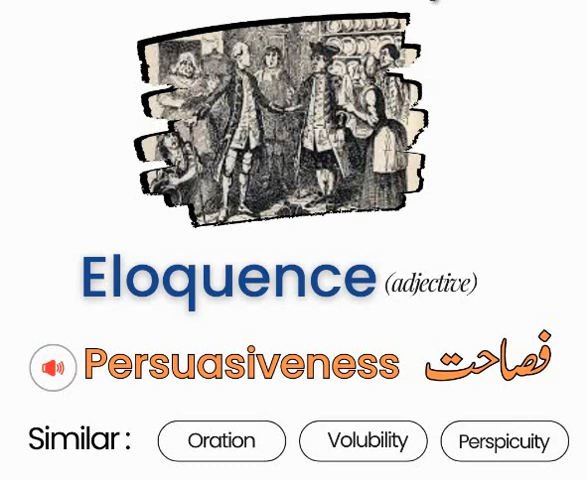 Eloquence (adjective)
Persuasiveness فصاحت
Similar: Oration Volubility Perspicuity